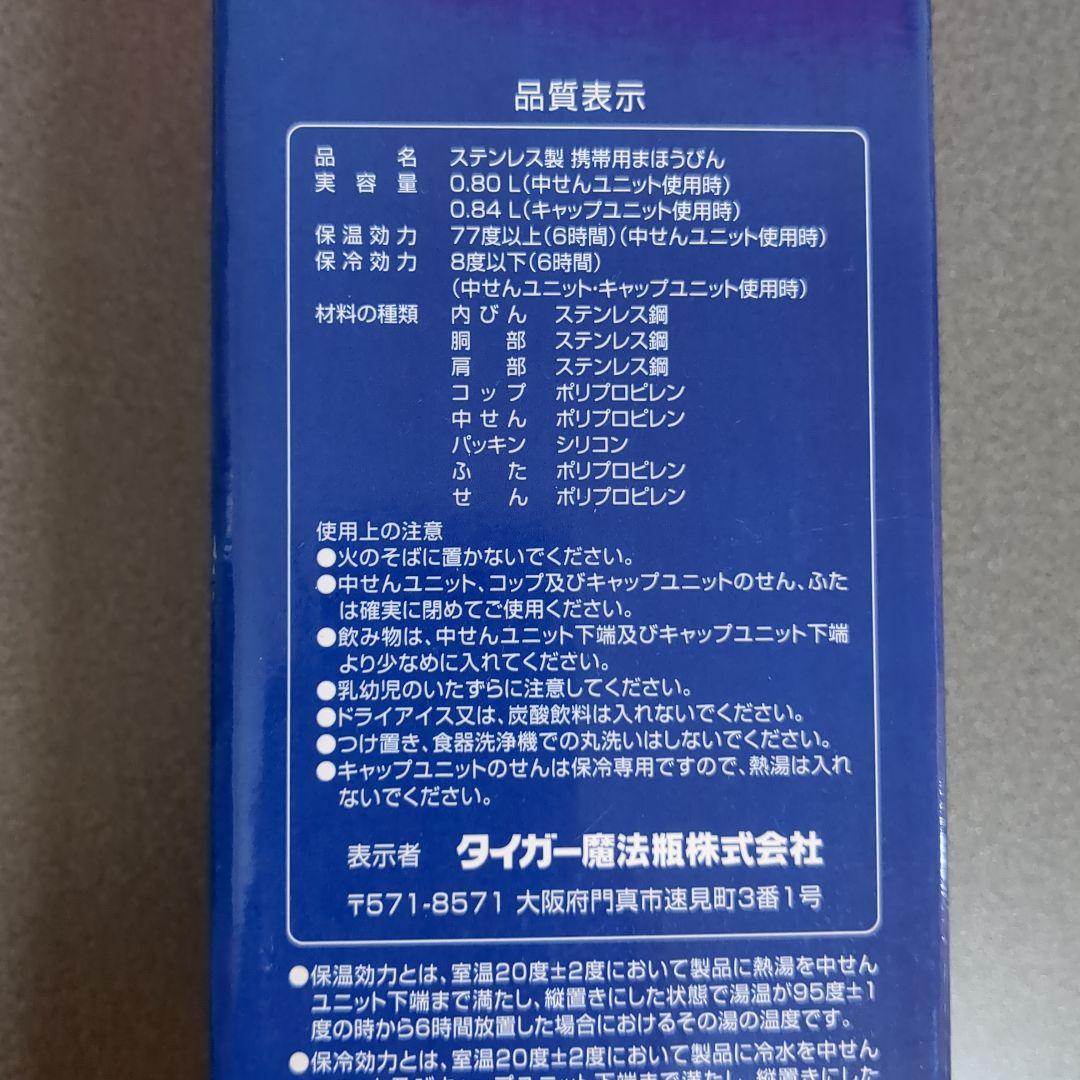 品質表示
品名 ステンレス製 携帯用まほうびん
実容量 0.80 L(中せんユニット使用時)
0.84 L(キャップユニット使用時)
保温効力 77度以上(6時間)(中せんユニット使用時)
保冷効力 8度以下(6時間)
(中せんユニット・キャップユニット使用時)
材料の種類 内びん ステンレス鋼
胴部 ステンレス鋼
肩部 ステンレス鋼
コップ ポリプロピレン
中せん ポリプロピレン
パッキン シリコン
ふた ポリプロピレン
せん ポリプロピレン
使用上の注意
●火のそばに置かないでください。
●中せんユニット、コップ及びキャップユニットのせん、ふた
は確実に閉めてご使用ください。
●飲み物は、中せんユニット下端及びキャップユニット下端
より少なめに入れてください。
●乳幼児のいたずらに注意してください。
●ドライアイス又は、炭酸飲料は入れないでください。
●つけ置き、食器洗浄機での丸洗いはしないでください。
●キャップユニットのせんは保冷専用ですので、熱湯は入れ
ないでください。
表示者 タイガー魔法瓶株式会社
〒571-8571 大阪府門真市速見町3番1号
●保温効力とは、室温20度±2度において製品に熱湯を中せん
ユニット下端まで満たし、縦置きにした状態で湯温が95度±1
度の時から6時間放置した場合におけるその湯の温度です。
●保冷効力とは、室温20度±2度において製品に冷水を中せん